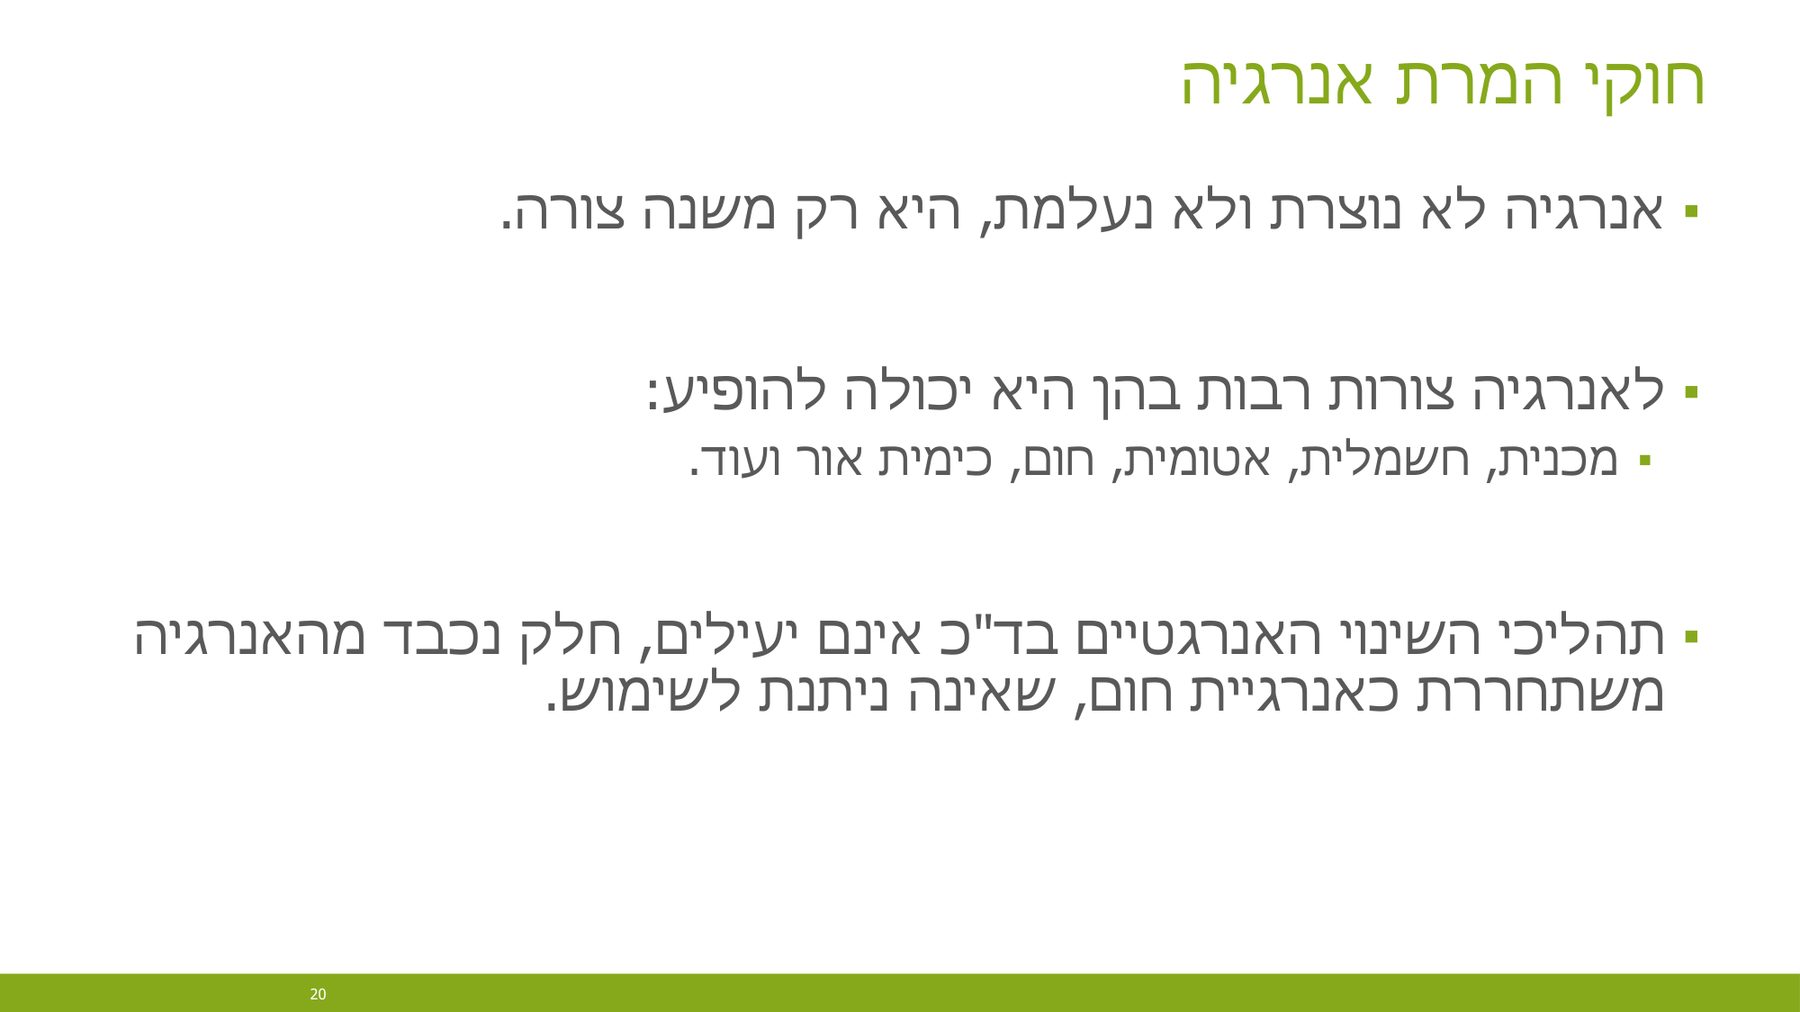 חוקי המרת אנרגיה
▪ אנרגיה לא נוצרת ולא נעלמת, היא רק משנה צורה.
▪ לאנרגיה צורות רבות בהן היא יכולה להופיע:
▪ מכנית, חשמלית, אטומית, חום, כימית אור ועוד.
▪ תהליכי השינוי האנרגטיים בד"כ אינם יעילים, חלק נכבד מהאנרגיה
משתחררת כאנרגיית חום, שאינה ניתנת לשימוש.
20